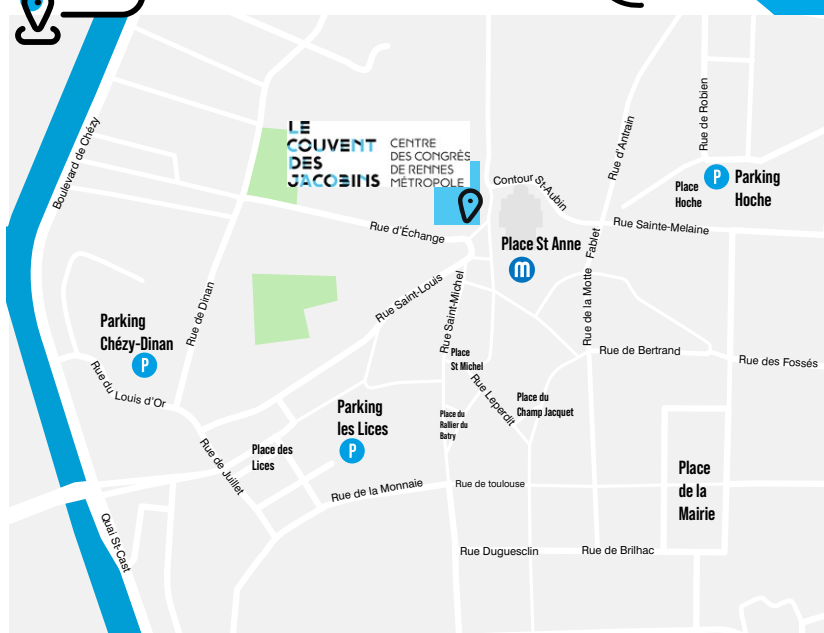 LE
COUVENT
DES
JACOBINS
CENTRE
DES CONGRÈS
DE RENNES
MÉTROPOLE
Boulevard de Chézy
Rue d'Antrain
Rue de Robien
P
Parking
Hoche
Place
Hoche
Contour St-Aubin
Rue d'Échange
Rue Sainte-Melaine
Place St Anne
m
Rue Saint-Louis
Rue Saint-Michel
Rue de la Motte Fablet
Rue de Dinan
Parking
Chézy-Dinan
P
Rue du Louis d'Or
Place
St Michel
Rue de Bertrand
Rue des Fossés
Rue Leperdit
Place du
Champ Jacquet
Parking
les Lices
P
Place du
Rallier du
Batry
Place des
Lices
Rue de Juillet
Rue de la Monnaie
Rue de toulouse
Place
de la
Mairie
Quai St-Cast
Rue Duguesclin
Rue de Brilhac